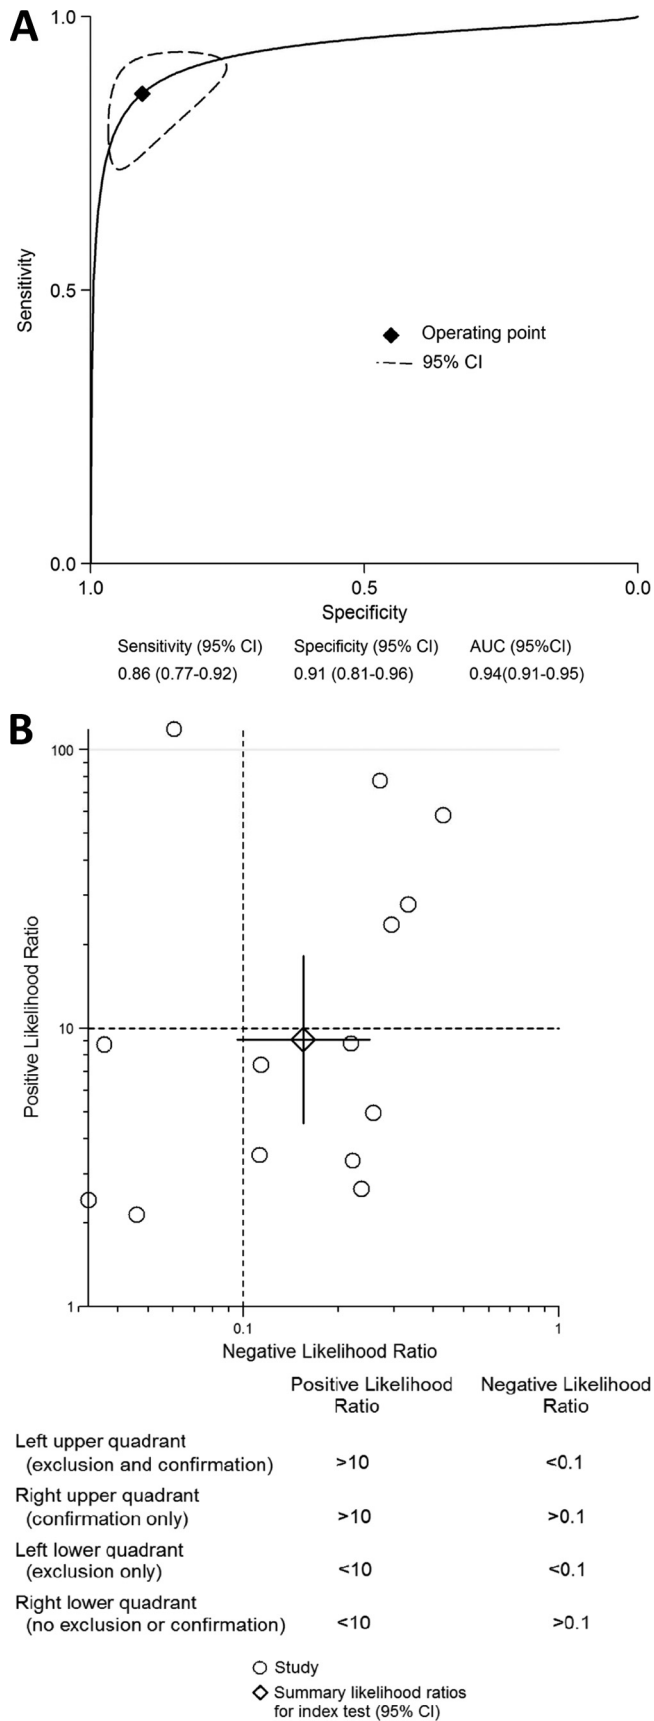 A
1.0
Sensitivity
0.5
Operating point
95% CI
0.0
1.0
0.5
0.0
Specificity
Sensitivity (95% CI)
Specificity (95% CI)
AUC (95%CI)
0.86 (0.77-0.92)
0.91 (0.81-0.96)
0.94(0.91-0.95)
B
100
Positive Likelihood Ratio
10
1
0.1
1
Negative Likelihood Ratio
Positive Likelihood
Ratio
Negative Likelihood
Ratio
Left upper quadrant
(exclusion and confirmation)
>10
<0.1
Right upper quadrant
(confirmation only)
>10
>0.1
Left lower quadrant
(exclusion only)
<10
<0.1
Right lower quadrant
(no exclusion or confirmation)
<10
>0.1
Study
Summary likelihood ratios
for index test (95% CI)